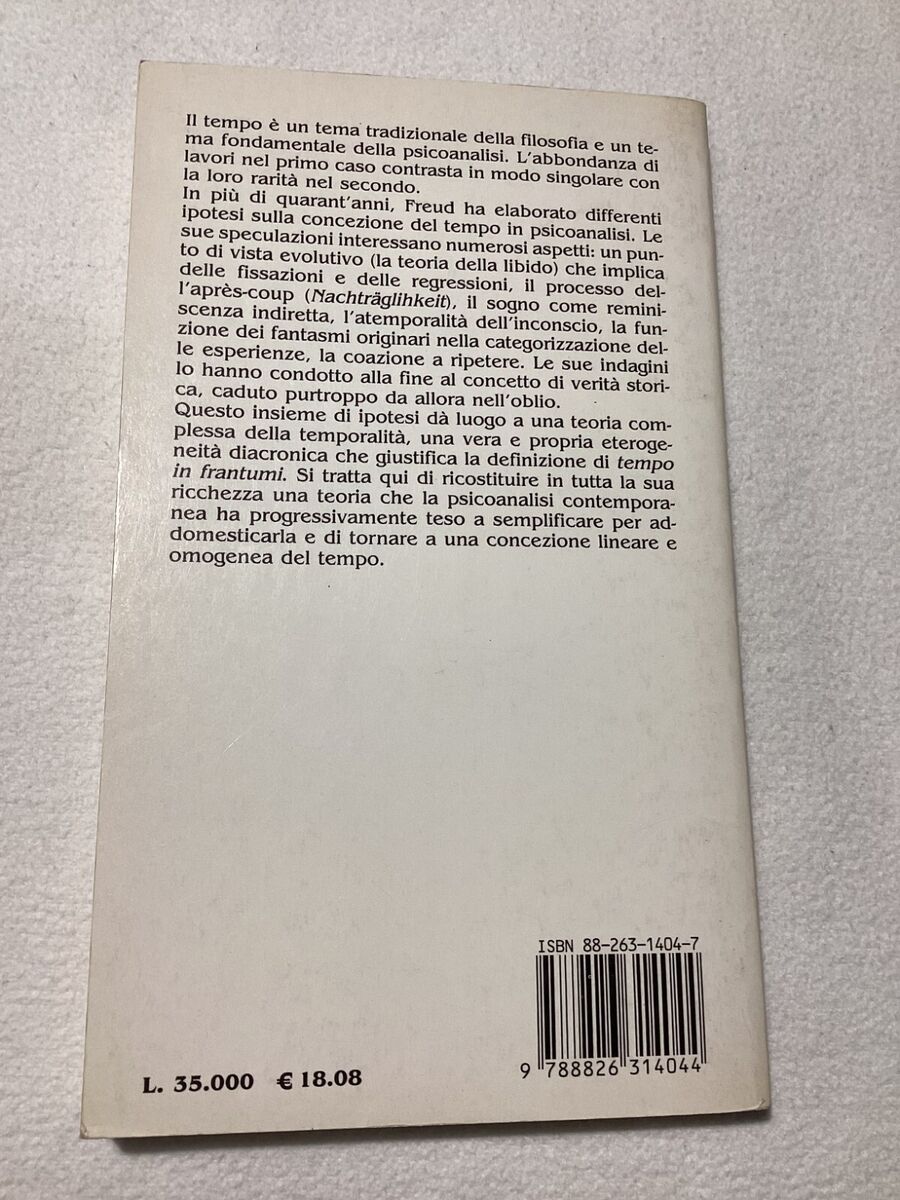 Il tempo è un tema tradizionale della filosofia e un te-
ma fondamentale della psicoanalisi. L'abbondanza di
lavori nel primo caso contrasta in modo singolare con
la loro rarità nel secondo.
In più di quarant'anni, Freud ha elaborato differenti
ipotesi sulla concezione del tempo in psicoanalisi. Le
sue speculazioni interessano numerosi aspetti: un pun-
to di vista evolutivo (la teoria della libido) che implica
delle fissazioni e delle regressioni, il processo del-
l'après-coup (Nachträglihkeit), il sogno come remini-
scenza indiretta, l'atemporalità dell'inconscio, la fun-
zione dei fantasmi originari nella categorizzazione del-
le esperienze, la coazione a ripetere. Le sue indagini
lo hanno condotto alla fine al concetto di verità stori-
ca, caduto purtroppo da allora nell'oblio.
Questo insieme di ipotesi dà luogo a una teoria com-
plessa della temporalità, una vera e propria eteroge-
neità diacronica che giustifica la definizione di tempo
in frantumi. Si tratta qui di ricostituire in tutta la sua
ricchezza una teoria che la psicoanalisi contempora-
nea ha progressivamente teso a semplificare per ad-
domesticarla e di tornare a una concezione lineare e
omogenea del tempo.
ISBN 88-263-1404-7
9 788826 314044
L. 35.000 € 18.08